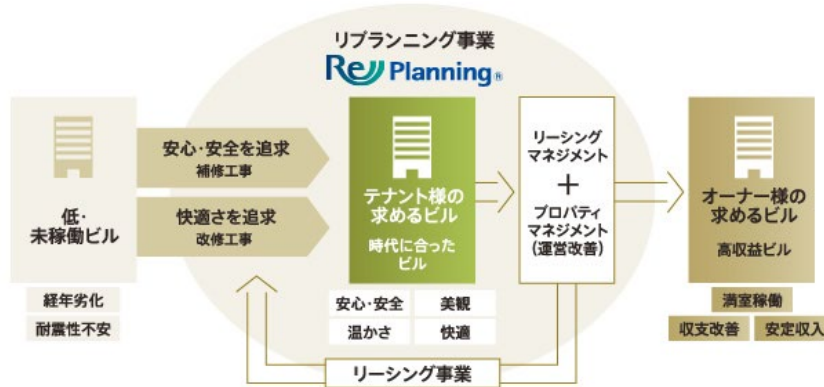 リプランニング事業
Re Planning®
低・
未稼働ビル
経年劣化
耐震性不安
安心・安全を追求
補修工事
快適さを追求
改修工事
テナント様の
求めるビル
時代に合った
ビル
安心・安全
美観
温かさ
快適
リーシング
マネジメント
+
プロパティ
マネジメント
(運営改善)
オーナー様の
求めるビル
高収益ビル
満室稼働
収支改善
安定収入
リーシング事業